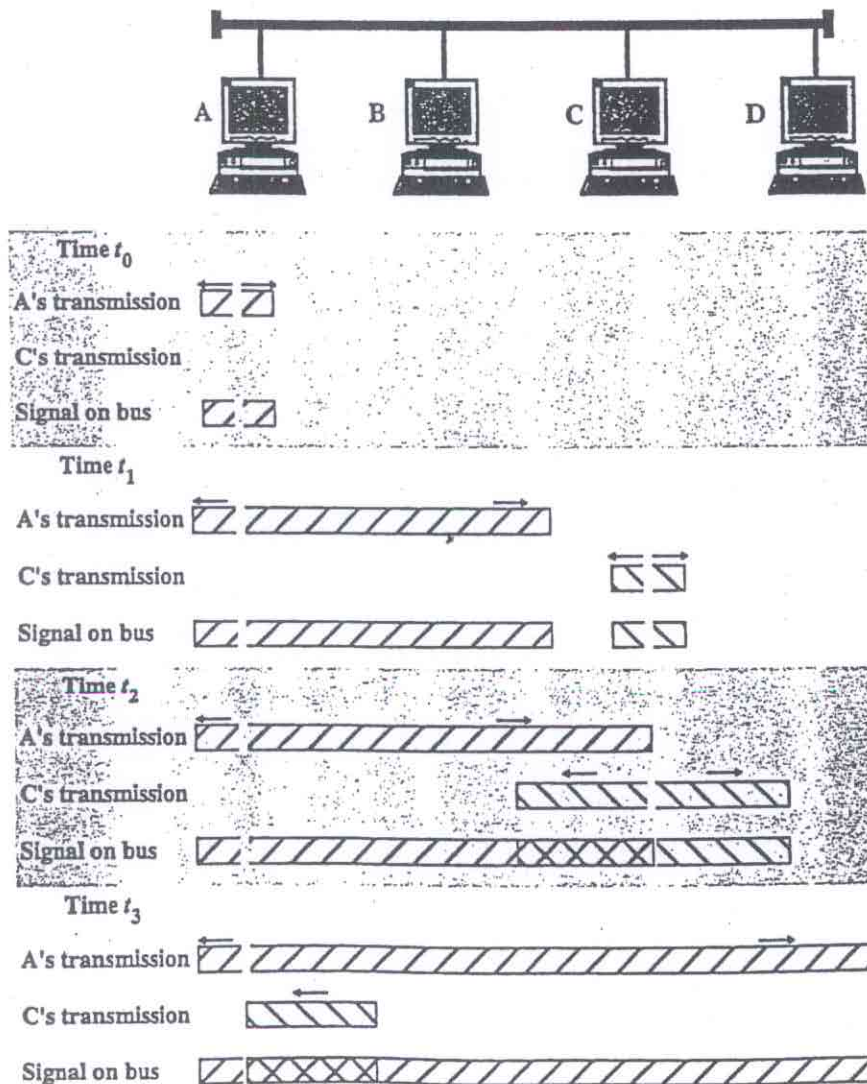 A B C D
Time t0
A's transmission
C's transmission
Signal on bus
Time t1
A's transmission
C's transmission
Signal on bus
Time t2
A's transmission
C's transmission
Signal on bus
Time t3
A's transmission
C's transmission
Signal on bus